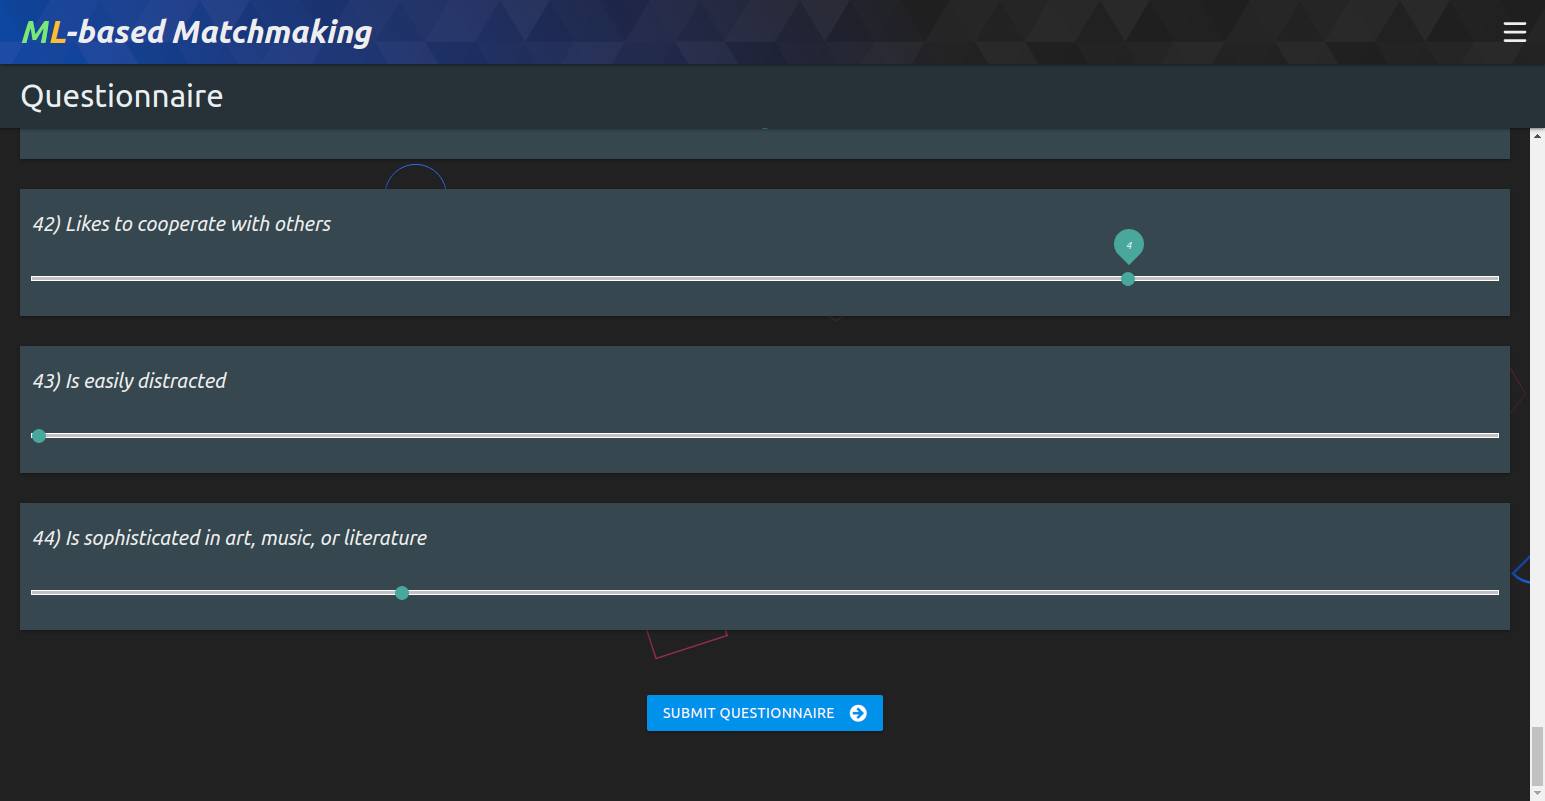 ML-based Matchmaking
Questionnaire
42) Likes to cooperate with others
4
43) Is easily distracted
44) Is sophisticated in art, music, or literature
SUBMIT QUESTIONNAIRE